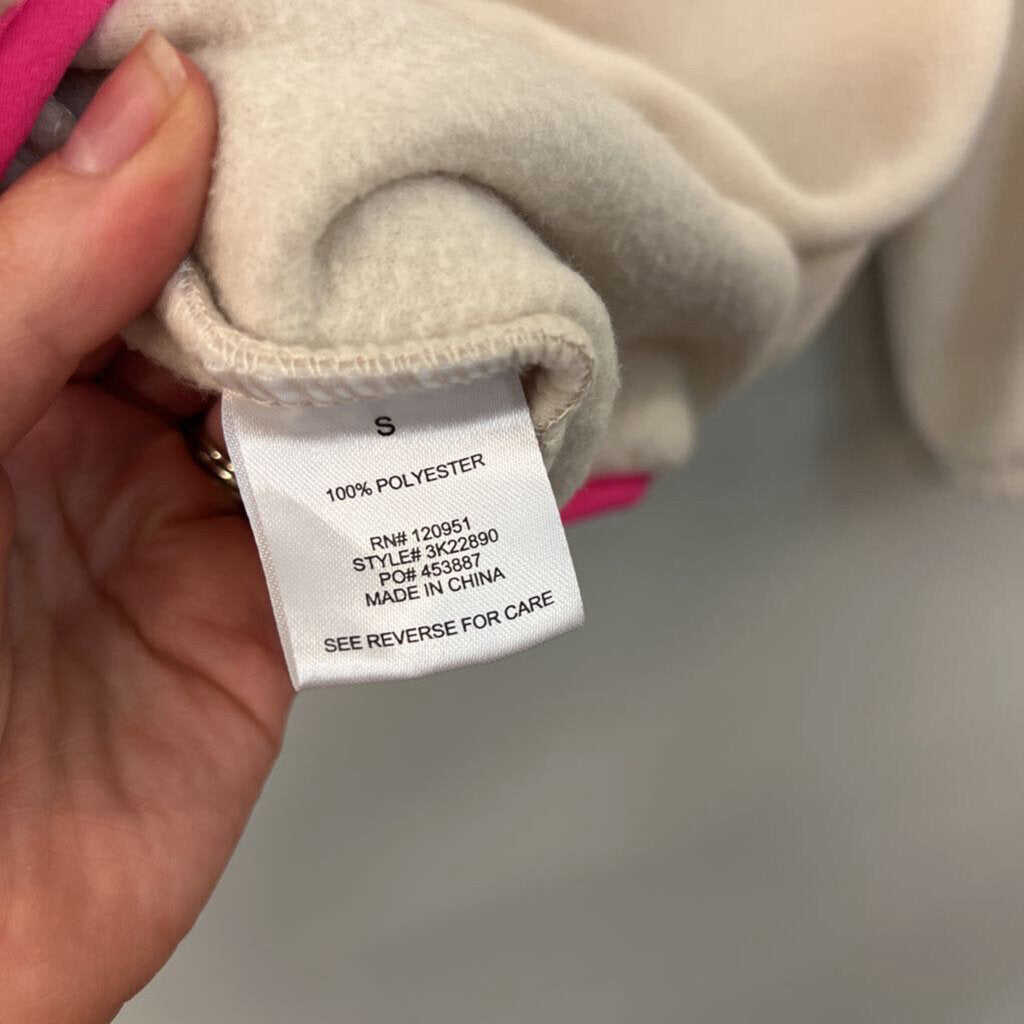 S
100% POLYESTER
RN# 120951
STYLE# 3K22890
PO# 453887
MADE IN CHINA
SEE REVERSE FOR CARE